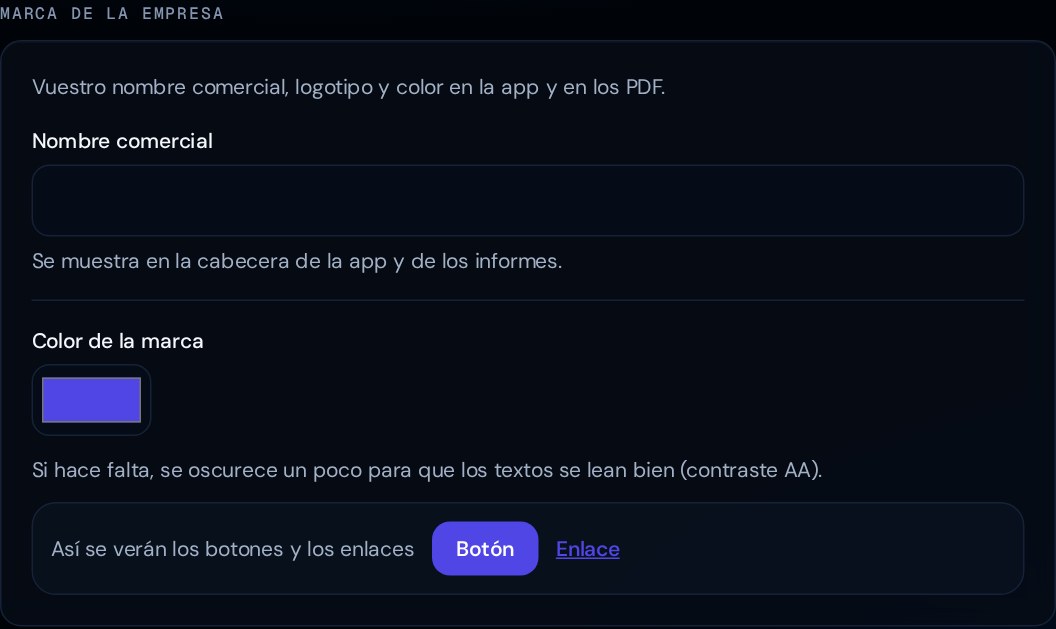 MARCA DE LA EMPRESA
Vuestro nombre comercial, logotipo y color en la app y en los PDF.
Nombre comercial
Se muestra en la cabecera de la app y de los informes.
Color de la marca
Si hace falta, se oscurece un poco para que los textos se lean bien (contraste AA).
Así se verán los botones y los enlaces Botón Enlace